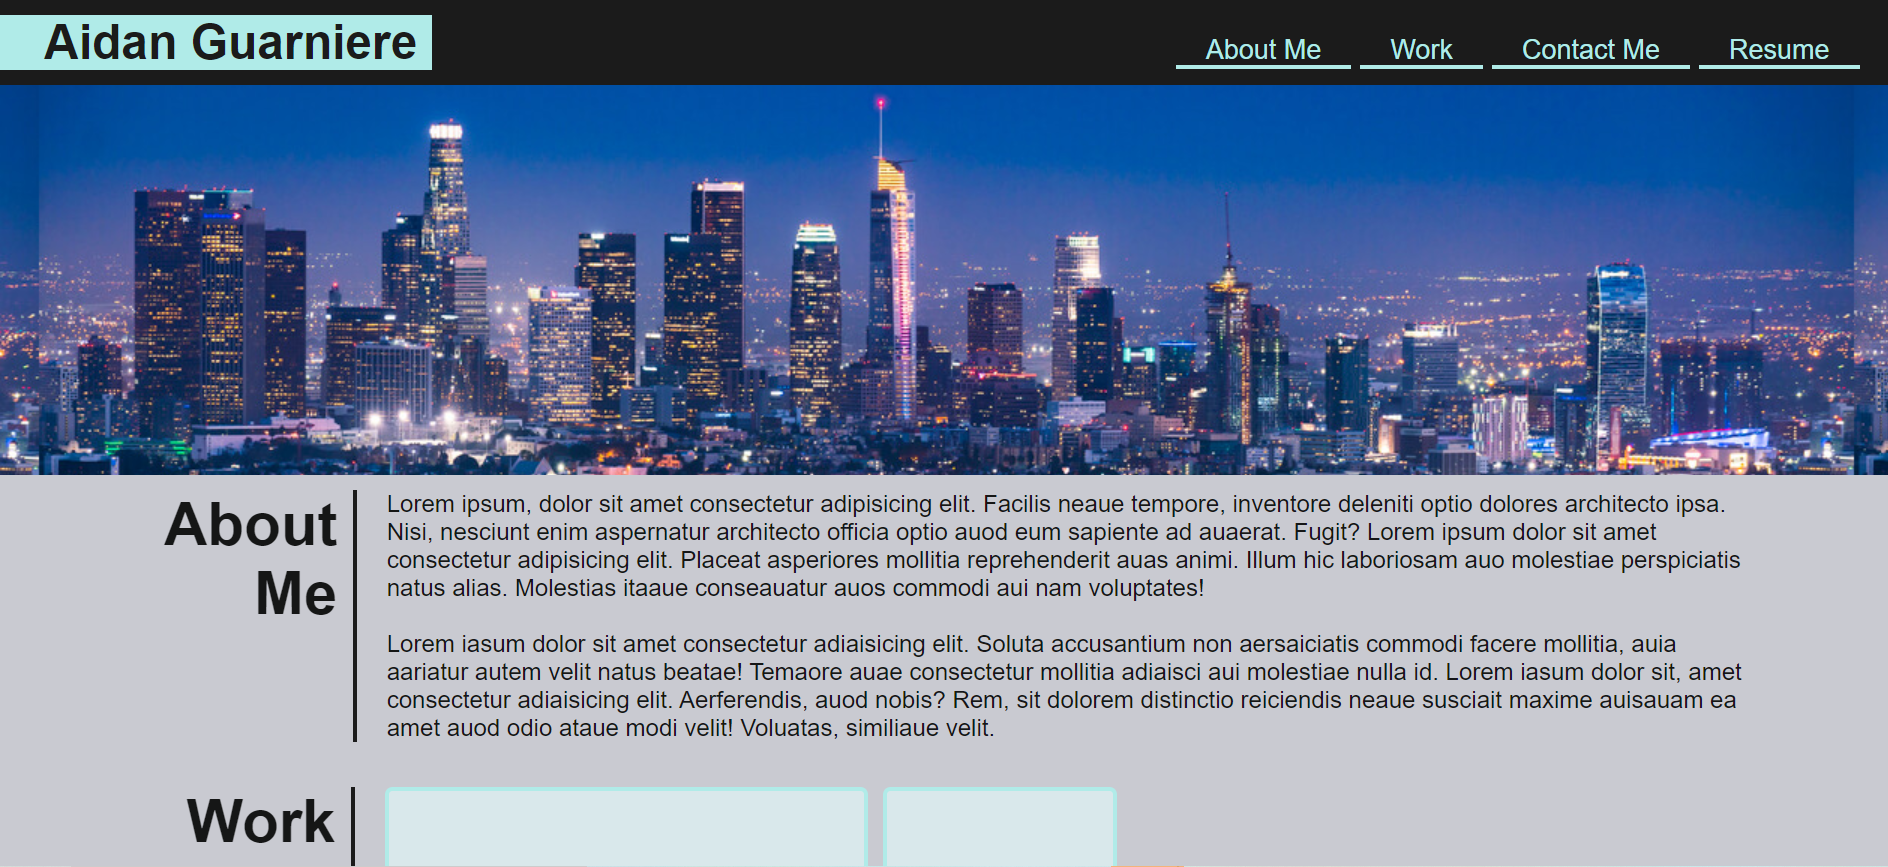 Aidan Guarniere
About Me
Work
Contact Me
Resume
About
Me
Lorem ipsum, dolor sit amet consectetur adipisicing elit. Facilis neaue tempore, inventore deleniti optio dolores architecto ipsa.
Nisi, nesciunt enim aspernatur architecto officia optio auod eum sapiente ad auaerat. Fugit? Lorem ipsum dolor sit amet
consectetur adipisicing elit. Placeat asperiores mollitia reprehenderit auas animi. Illum hic laboriosam auo molestiae perspiciatis
natus alias. Molestias itaaue conseauatur auos commodi aui nam voluptates!
Lorem iasum dolor sit amet consectetur adiaisicing elit. Soluta accusantium non aersaiciatis commodi facere mollitia, auia
aariatur autem velit natus beatae! Temaore auae consectetur mollitia adiaisci aui molestiae nulla id. Lorem iasum dolor sit, amet
consectetur adiaisicing elit. Aerferendis, auod nobis? Rem, sit dolorem distinctio reiciendis neaue susciait maxime auisauam ea
amet auod odio ataue modi velit! Voluatas, similiaue velit.
Work